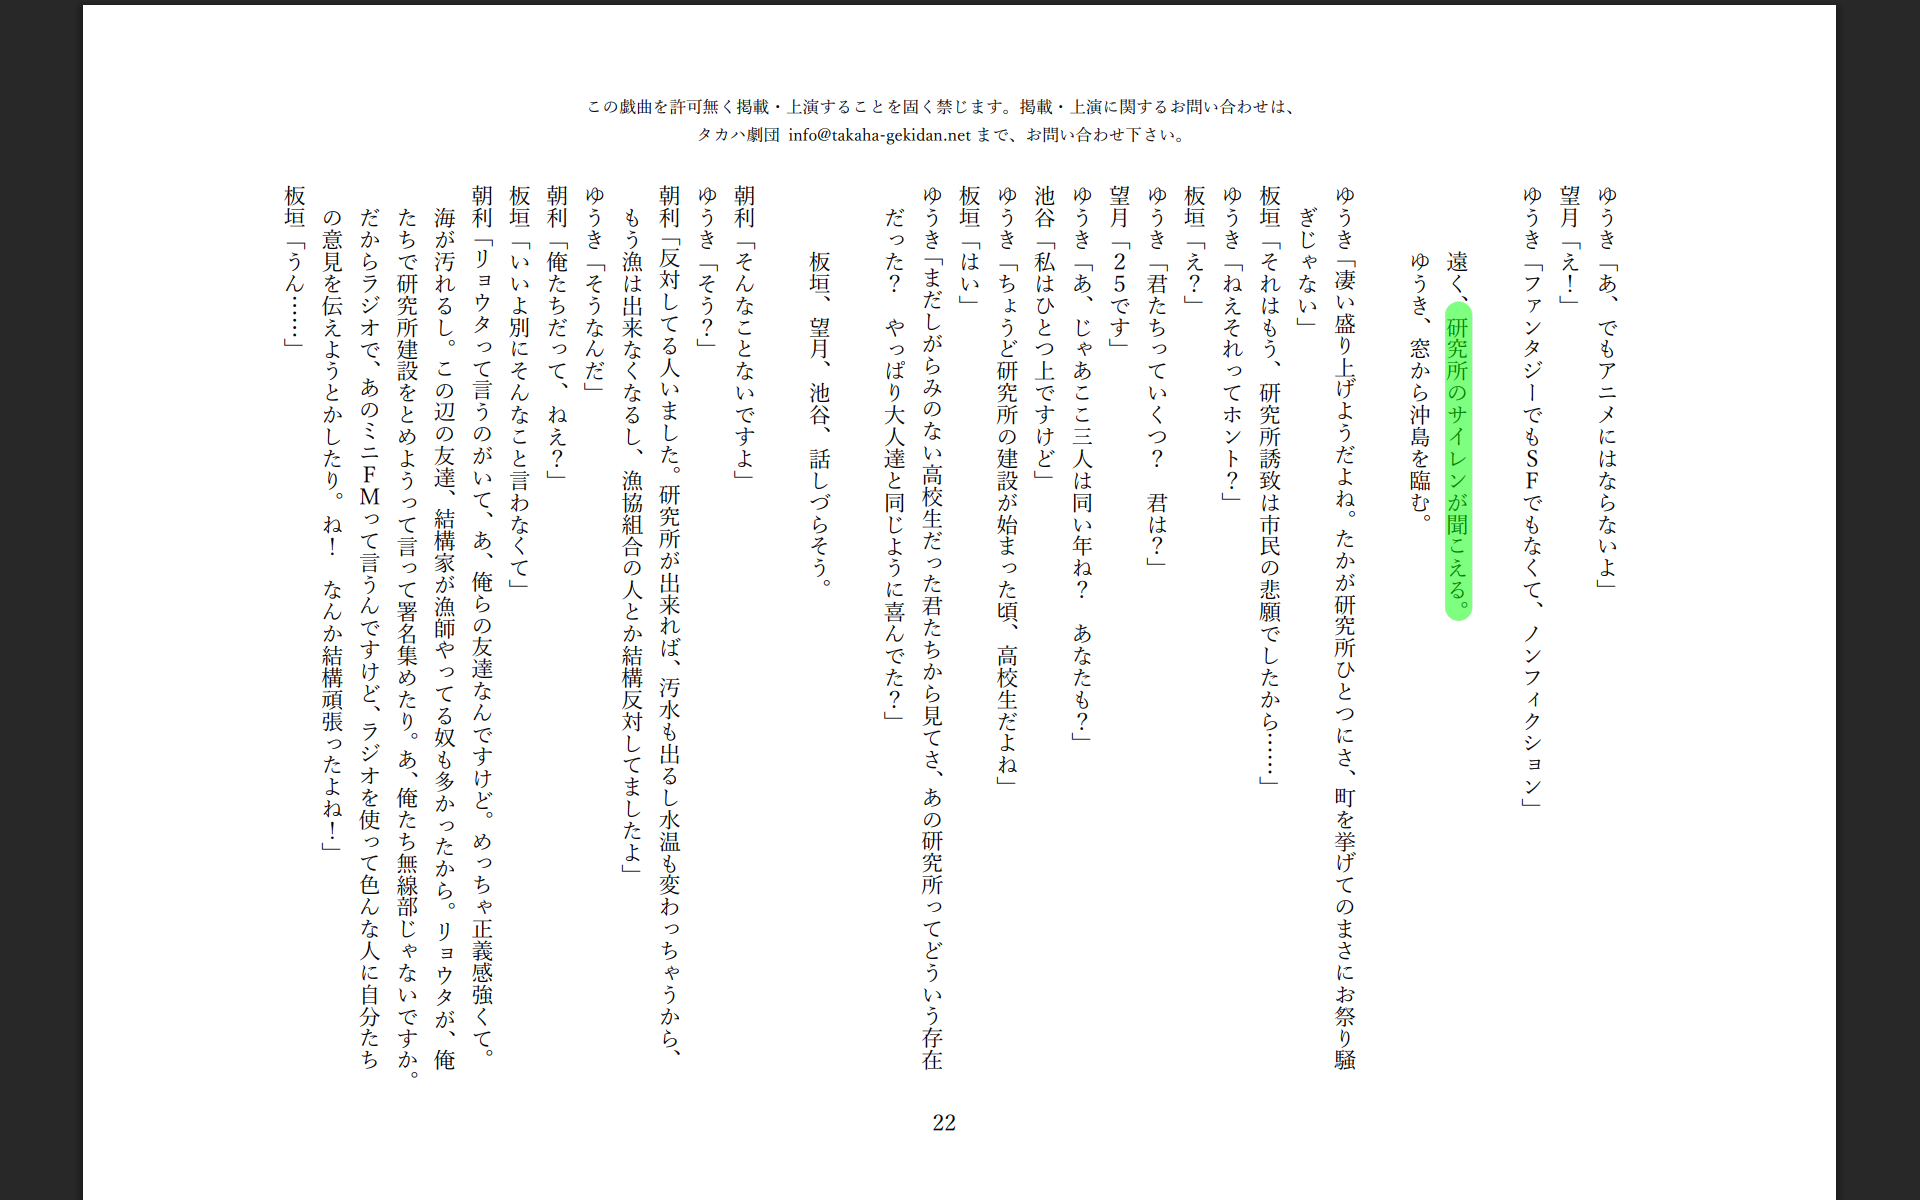 この戯曲を許可無く掲載・上演することを固く禁じます。掲載・上演に関するお問い合わせは、
タカハ劇団 info@takaha-gekidan.net まで、お問い合わせ下さい。
ゆうき「あ、でもアニメにはならないよ」
望月「え！」
ゆうき「ファンタジーでもＳＦでもなくて、ノンフィクション」
遠く、研究所のサイレンが聞こえる。
ゆうき、窓から沖島を臨む。
ゆうき「凄い盛り上げようだよね。たかが研究所ひとつにさ、町を挙げてのまさにお祭り騒
ぎじゃない」
板垣「それはもう、研究所誘致は市民の悲願でしたから……」
ゆうき「ねえそれってホント？」
板垣「え？」
ゆうき「君たちっていくつ？　君は？」
望月「２５です」
ゆうき「あ、じゃあここ三人は同い年ね？　あなたも？」
池谷「私はひとつ上ですけど」
ゆうき「ちょうど研究所の建設が始まった頃、高校生だよね」
板垣「はい」
ゆうき「まだしがらみのない高校生だった君たちから見てさ、あの研究所ってどういう存在
だった？　やっぱり大人達と同じように喜んでた？」
板垣、望月、池谷、話しづらそう。
朝利「そんなことないですよ」
ゆうき「そう？」
朝利「反対してる人いました。研究所が出来れば、汚水も出るし水温も変わっちゃうから、
もう漁は出来なくなるし、漁協組合の人とか結構反対してましたよ」
ゆうき「そうなんだ」
朝利「俺たちだって、ねえ？」
板垣「いいよ別にそんなこと言わなくて」
朝利「リョウタって言うのがいて、あ、俺らの友達なんですけど。めっちゃ正義感強くて。
海が汚れるし。この辺の友達、結構家が漁師やってる奴も多かったから。リョウタが、俺
たちで研究所建設をとめようって言って署名集めたり。あ、俺たち無線部じゃないですか。
だからラジオで、あのミニＦＭって言うんですけど、ラジオを使って色んな人に自分たち
の意見を伝えようとかしたり。ね！　なんか結構頑張ったよね！」
板垣「うん……」
22